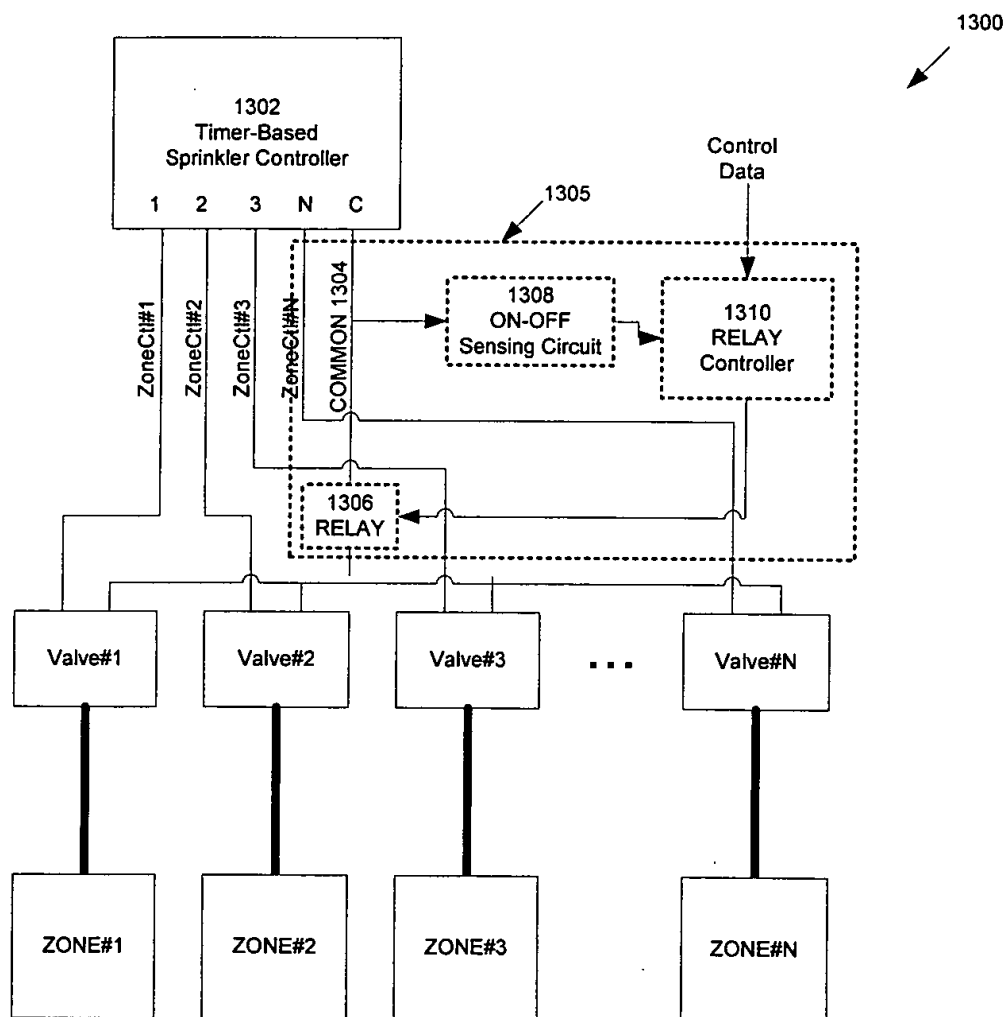 1300
1302
Timer-Based
Sprinkler Controller
1 2 3 N C
Control
Data
1305
ZoneCtl#1
ZoneCtl#2
ZoneCtl#3
ZoneCtl#N
COMMON 1304
1308
ON-OFF
Sensing Circuit
1310
RELAY
Controller
1306
RELAY
Valve#1
Valve#2
Valve#3
...
Valve#N
ZONE#1
ZONE#2
ZONE#3
ZONE#N